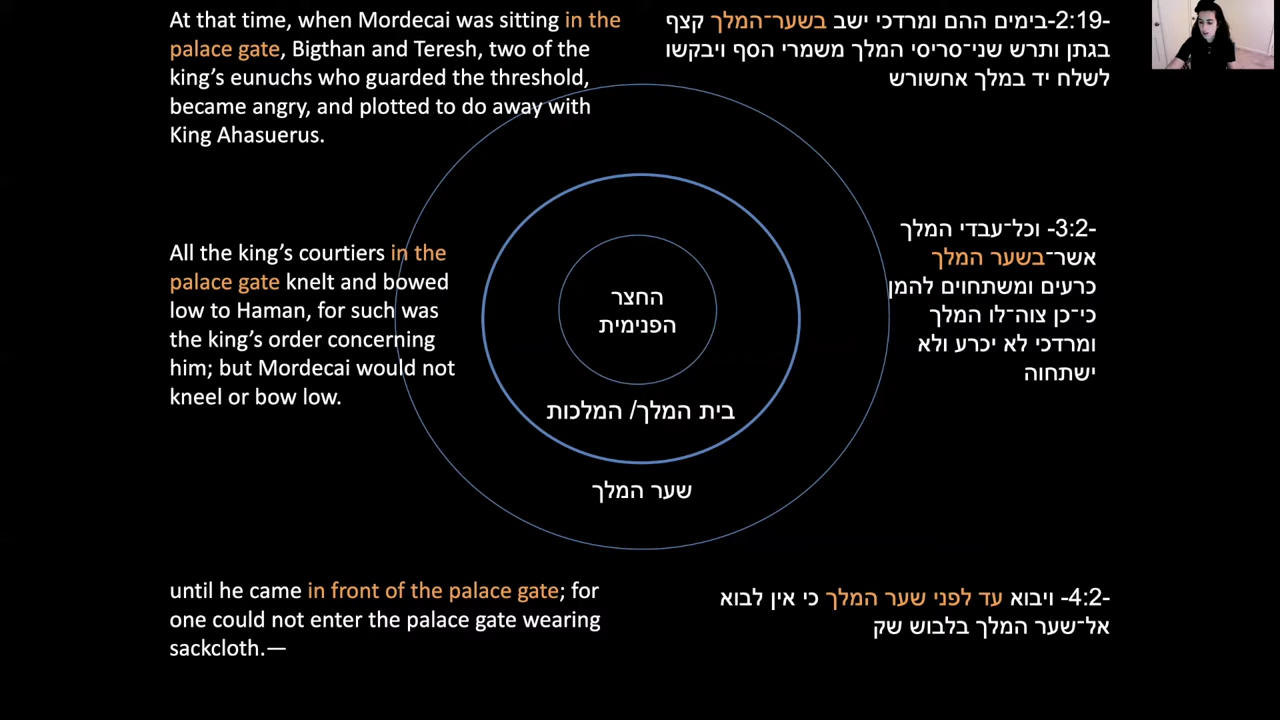 At that time, when Mordecai was sitting in the
palace gate, Bigthan and Teresh, two of the
king’s eunuchs who guarded the threshold,
became angry, and plotted to do away with
King Ahasuerus.
-2:19-בימים ההם ומרדכי ישב בשער־המלך קצף
בגתן ותרש שני־סריסי המלך משמרי הסף ויבקשו
לשלח יד במלך אחשורש
All the king’s courtiers in the
palace gate knelt and bowed
low to Haman, for such was
the king’s order concerning
him; but Mordecai would not
kneel or bow low.
החצר
הפנימית
בית המלך/ המלכות
שער המלך
-3:2- וכל־עבדי המלך
אשר־בשער המלך
כרעים ומשתחוים להמן
כי־כן צוה־לו המלך
ומרדכי לא יכרע ולא
ישתחוה
until he came in front of the palace gate; for
one could not enter the palace gate wearing
sackcloth.—
-4:2- ויבוא עד לפני שער המלך כי אין לבוא
אל־שער המלך בלבוש שק